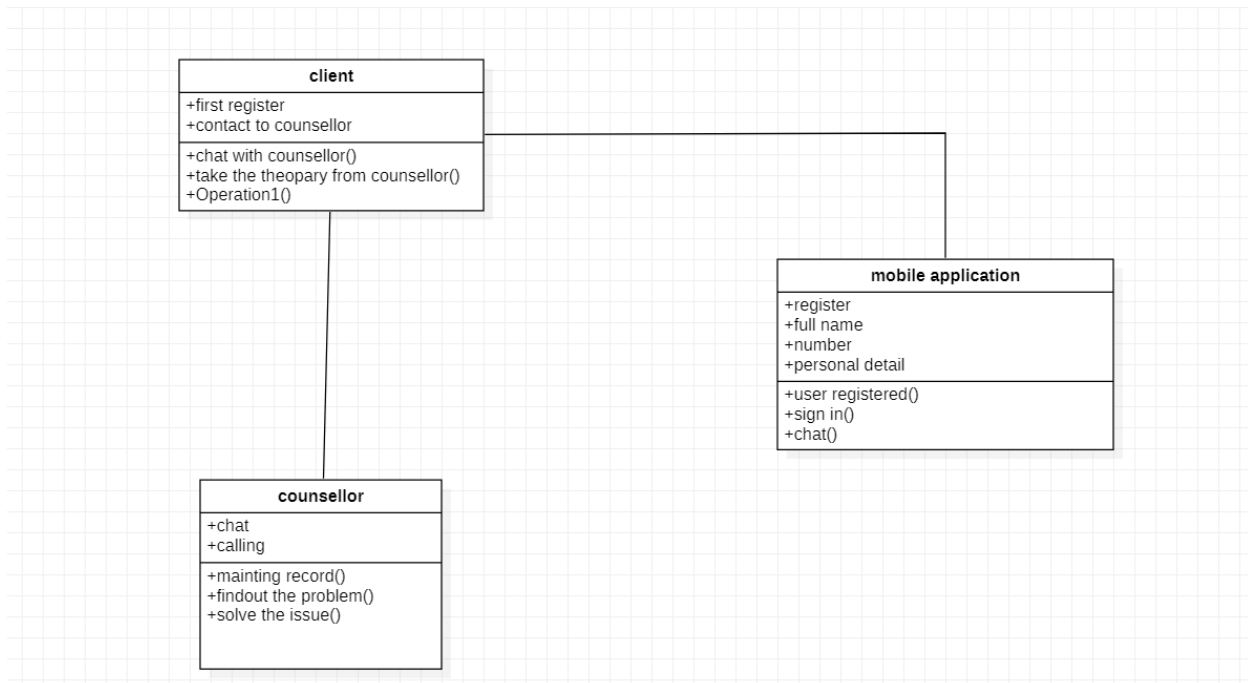 client
+first register
+contact to counsellor
+chat with counsellor()
+take the theopary from counsellor()
+Operation1()
mobile application
+register
+full name
+number
+personal detail
+user registered()
+sign in()
+chat()
counsellor
+chat
+calling
+mainting record()
+findout the problem()
+solve the issue()